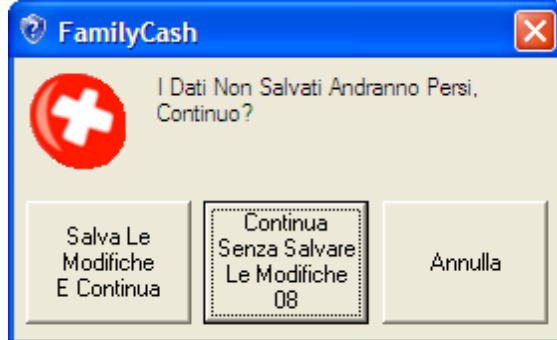 FamilyCash
I Dati Non Salvati Andranno Persi,
Continuo?
Salva Le
Modifiche
E Continua
Continua
Senza Salvare
Le Modifiche
08
Annulla